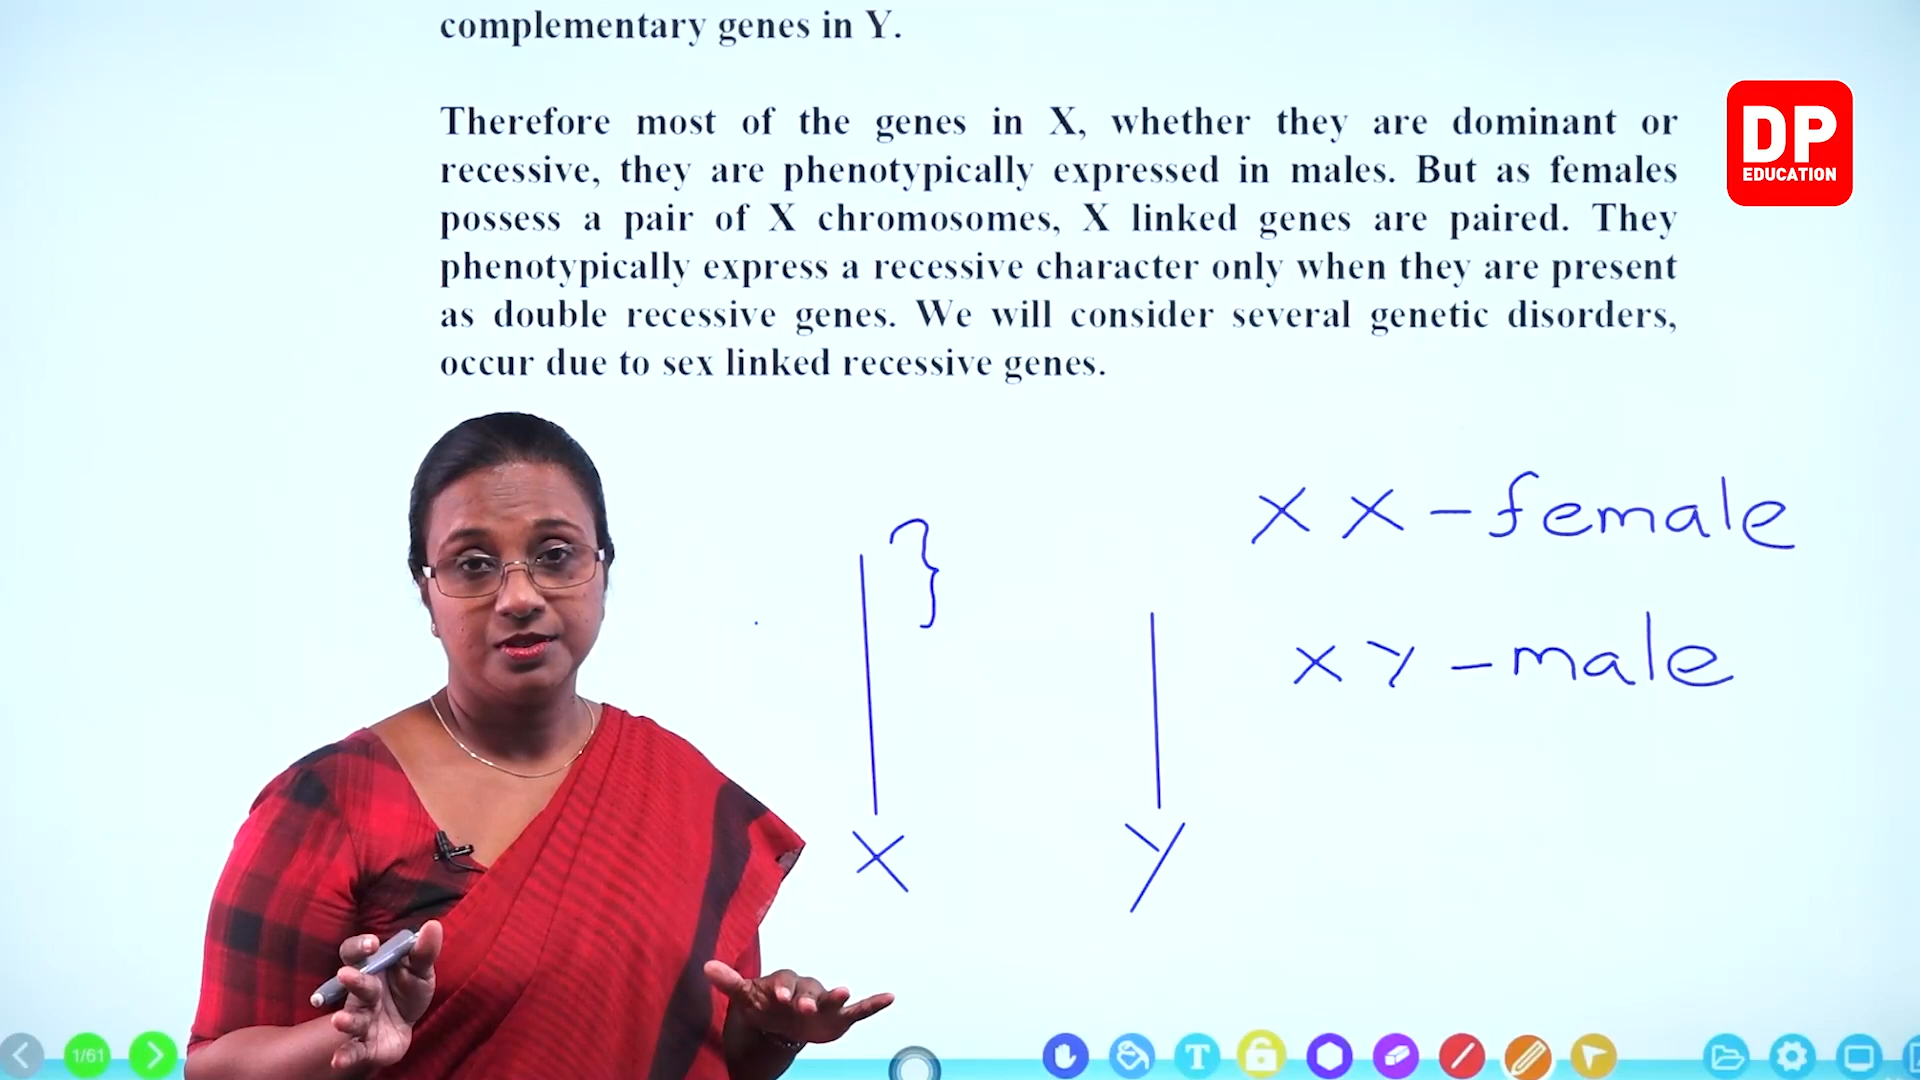 complementary genes in Y.
Therefore most of the genes in X, whether they are dominant or
recessive, they are phenotypically expressed in males. But as females
possess a pair of X chromosomes, X linked genes are paired. They
phenotypically express a recessive character only when they are present
as double recessive genes. We will consider several genetic disorders,
occur due to sex linked recessive genes.
DP
EDUCATION
X X - female
X Y - male
X Y
1/61
T